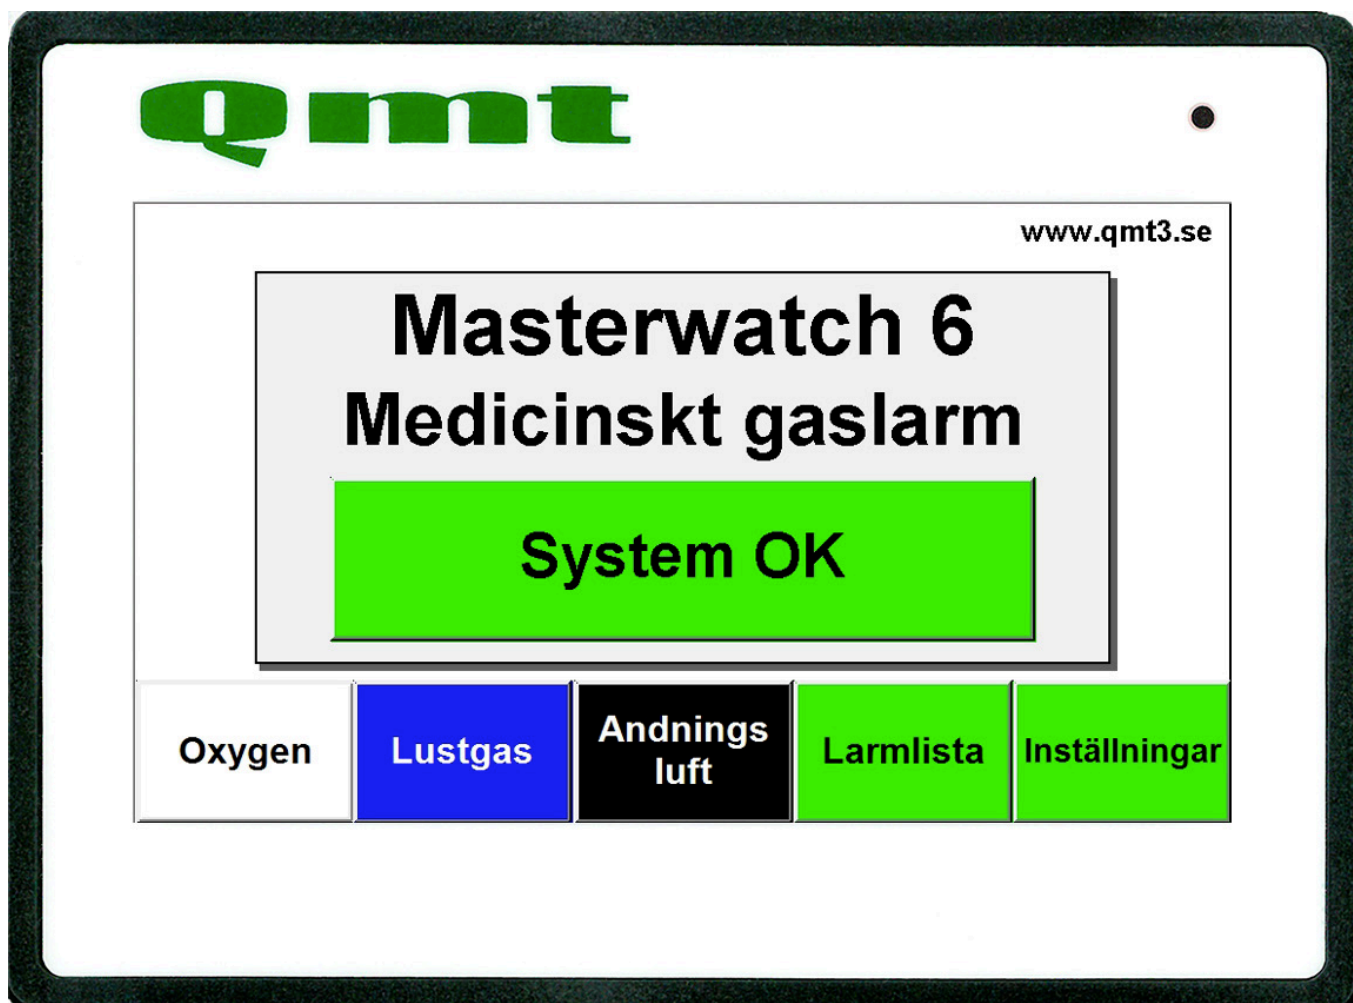 Qmt
www.qmt3.se
Masterwatch 6
Medicinskt gaslarm
System OK
Oxygen
Lustgas
Andnings
luft
Larmlista
Inställningar